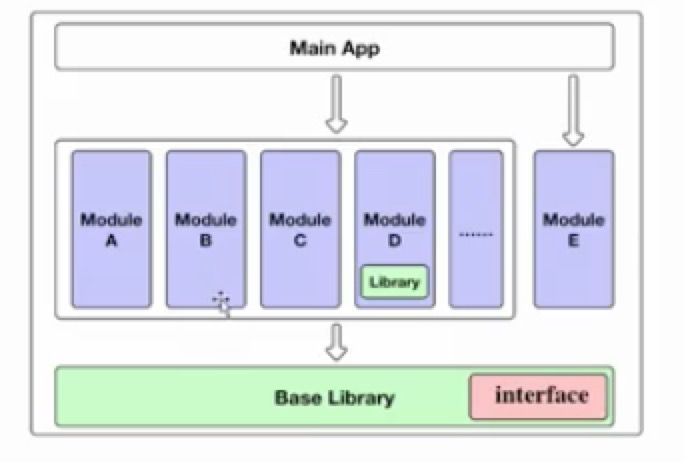 Main App
Module A
Module B
Module C
Module D
......
Module E
Library
Base Library
interface